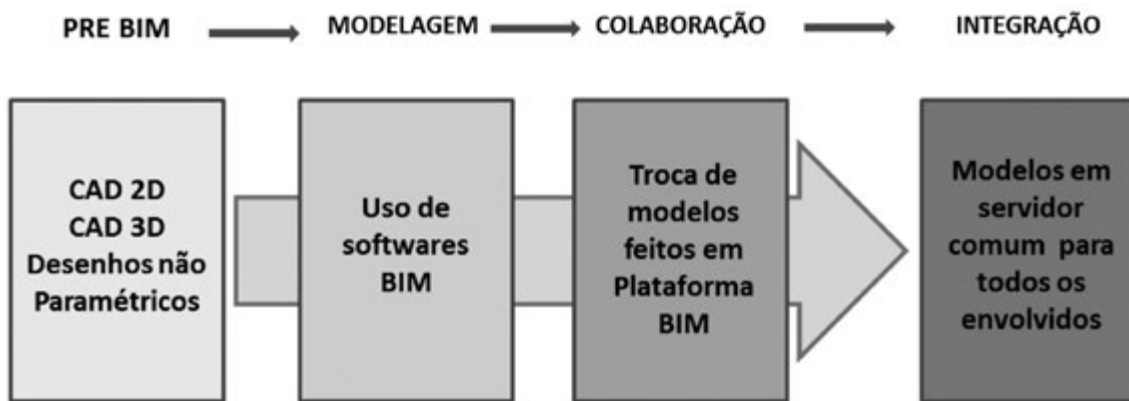 PRE BIM
MODELAGEM
COLABORAÇÃO
INTEGRAÇÃO
CAD 2D
CAD 3D
Desenhos não
Paramétricos
Uso de
softwares
BIM
Troca de
modelos
feitos em
Plataforma
BIM
Modelos em
servidor
comum para
todos os
envolvidos